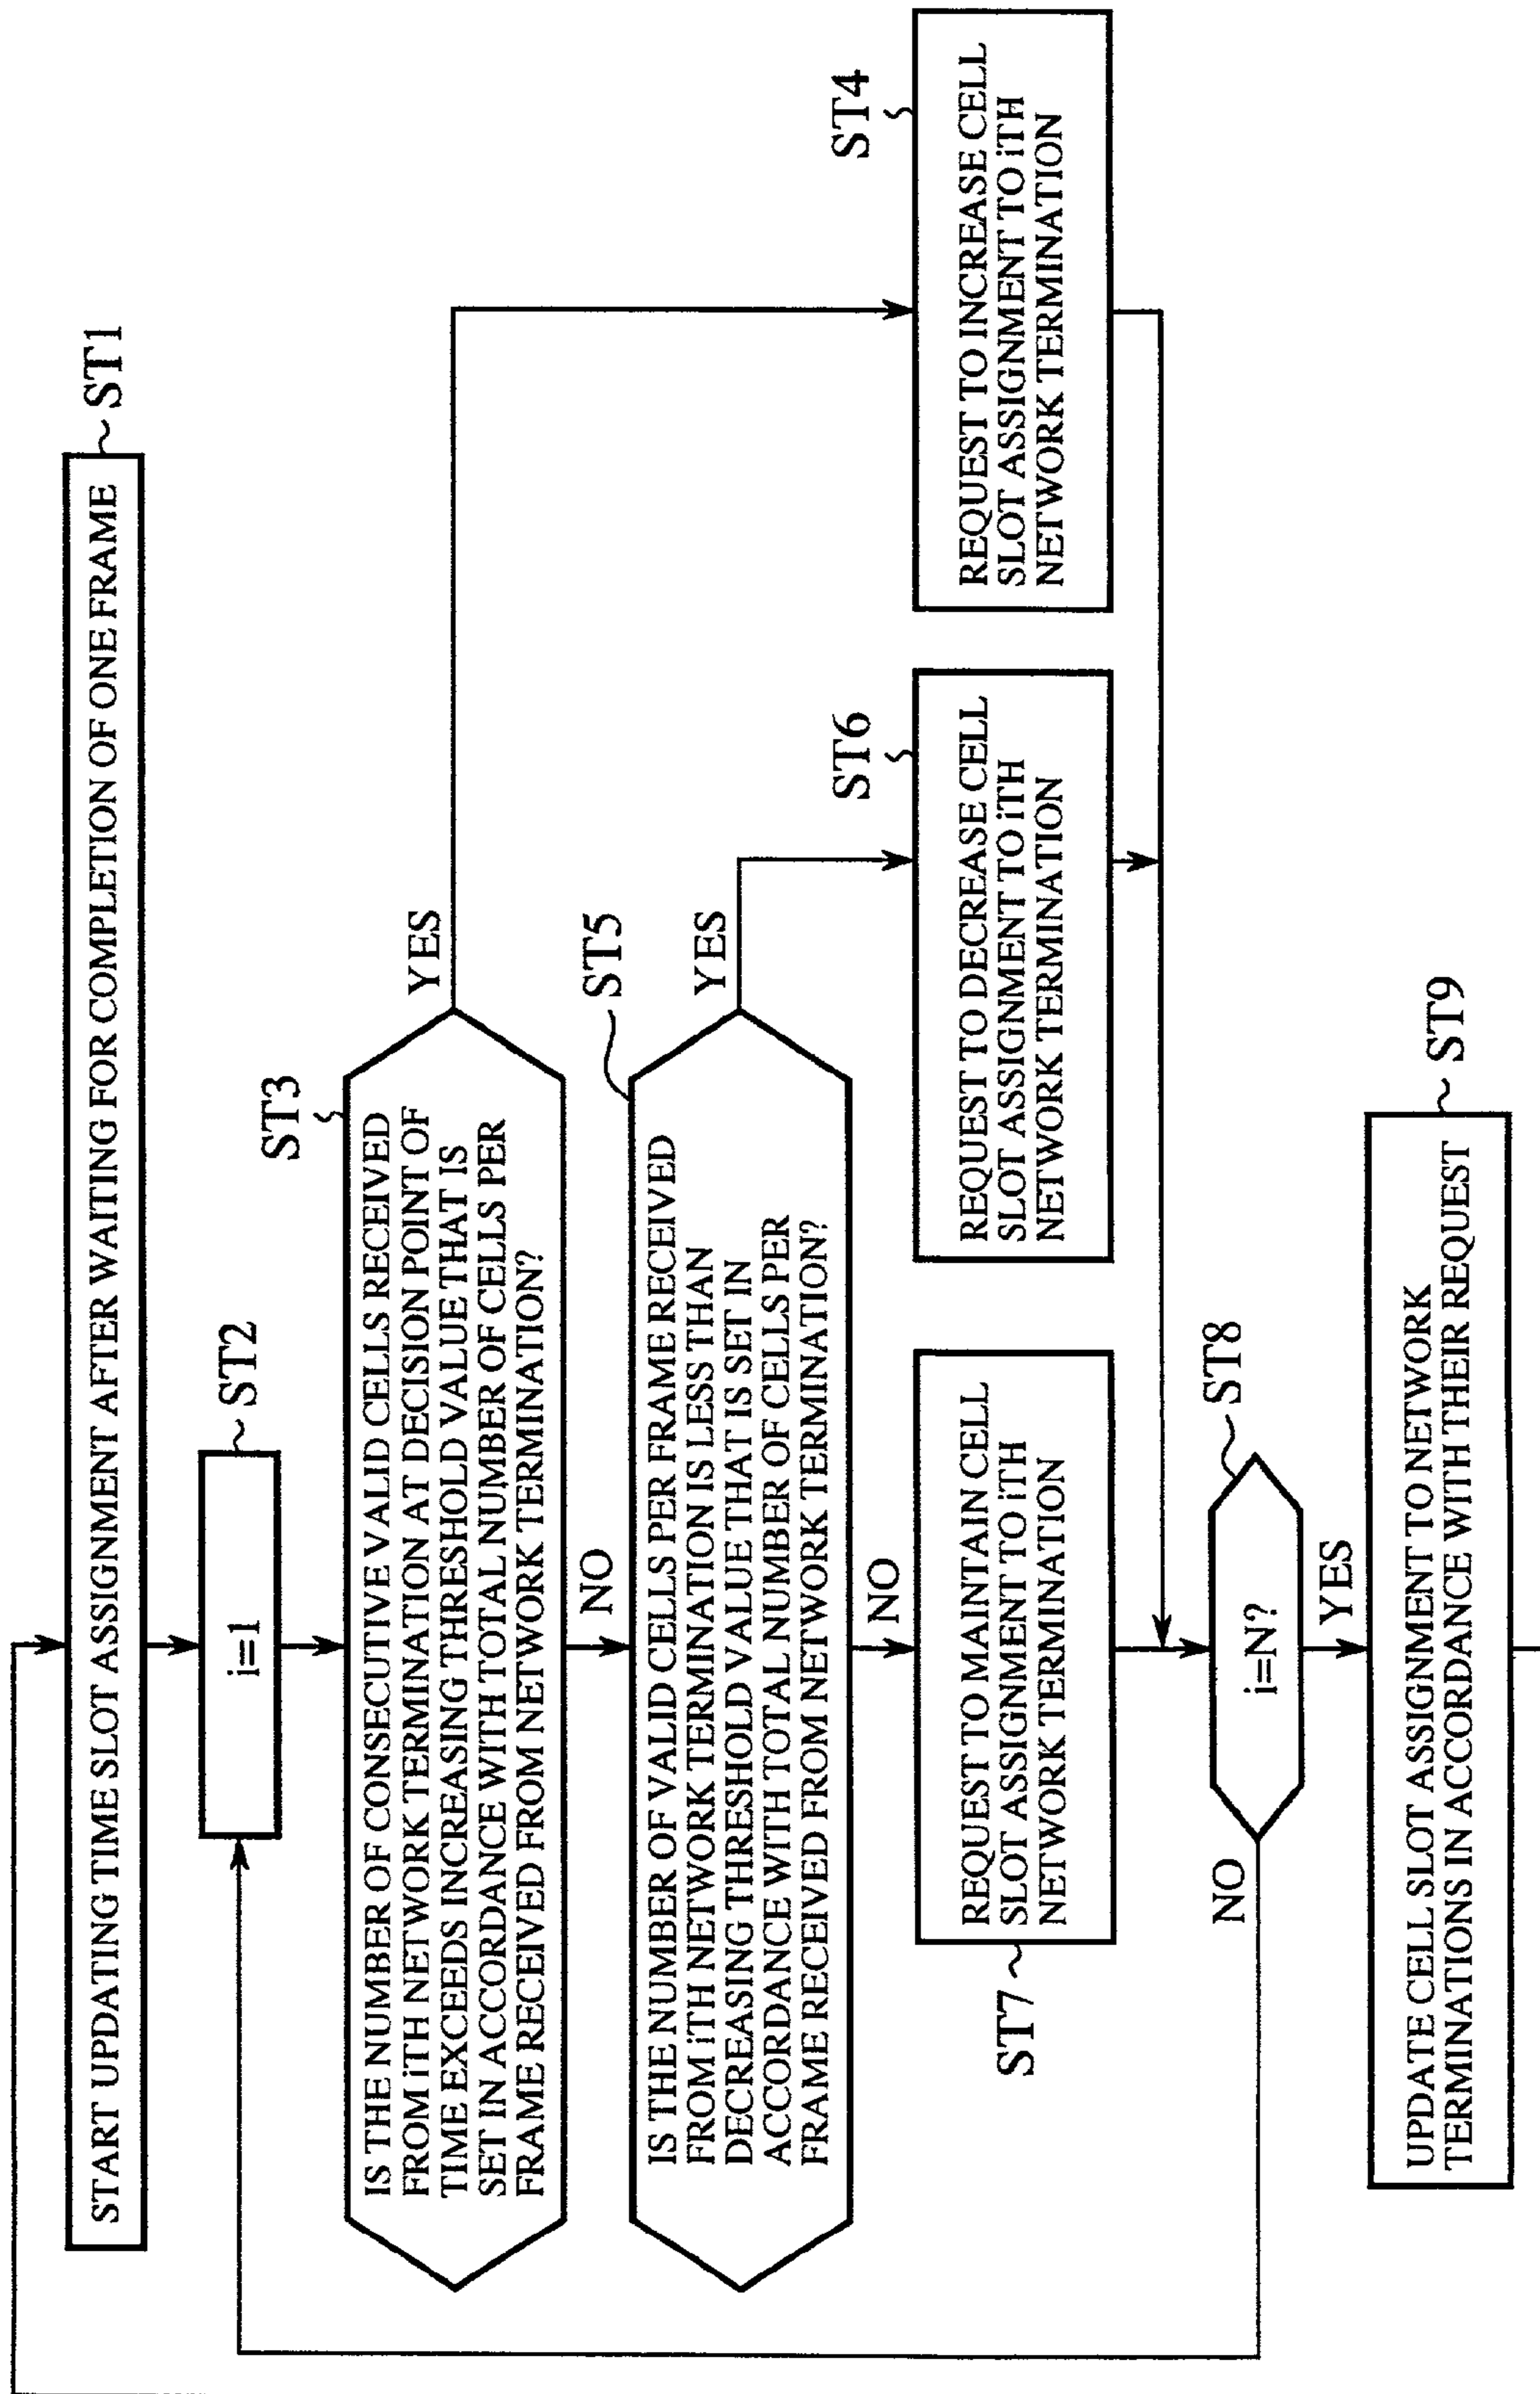 START UPDATING TIME SLOT ASSIGNMENT AFTER WAITING FOR COMPLETION OF ONE FRAME
ST1
i=1
ST2
ST3
IS THE NUMBER OF CONSECUTIVE VALID CELLS RECEIVED
FROM iTH NETWORK TERMINATION AT DECISION POINT OF
TIME EXCEEDS INCREASING THRESHOLD VALUE THAT IS
SET IN ACCORDANCE WITH TOTAL NUMBER OF CELLS PER
FRAME RECEIVED FROM NETWORK TERMINATION?
YES
NO
ST5
IS THE NUMBER OF VALID CELLS PER FRAME RECEIVED
FROM iTH NETWORK TERMINATION IS LESS THAN
DECREASING THRESHOLD VALUE THAT IS SET IN
ACCORDANCE WITH TOTAL NUMBER OF CELLS PER
FRAME RECEIVED FROM NETWORK TERMINATION?
YES
NO
ST7
REQUEST TO MAINTAIN CELL
SLOT ASSIGNMENT TO iTH
NETWORK TERMINATION
ST6
REQUEST TO DECREASE CELL
SLOT ASSIGNMENT TO iTH
NETWORK TERMINATION
ST4
REQUEST TO INCREASE CELL
SLOT ASSIGNMENT TO iTH
NETWORK TERMINATION
ST8
NO
i=N?
YES
ST9
UPDATE CELL SLOT ASSIGNMENT TO NETWORK
TERMINATIONS IN ACCORDANCE WITH THEIR REQUEST